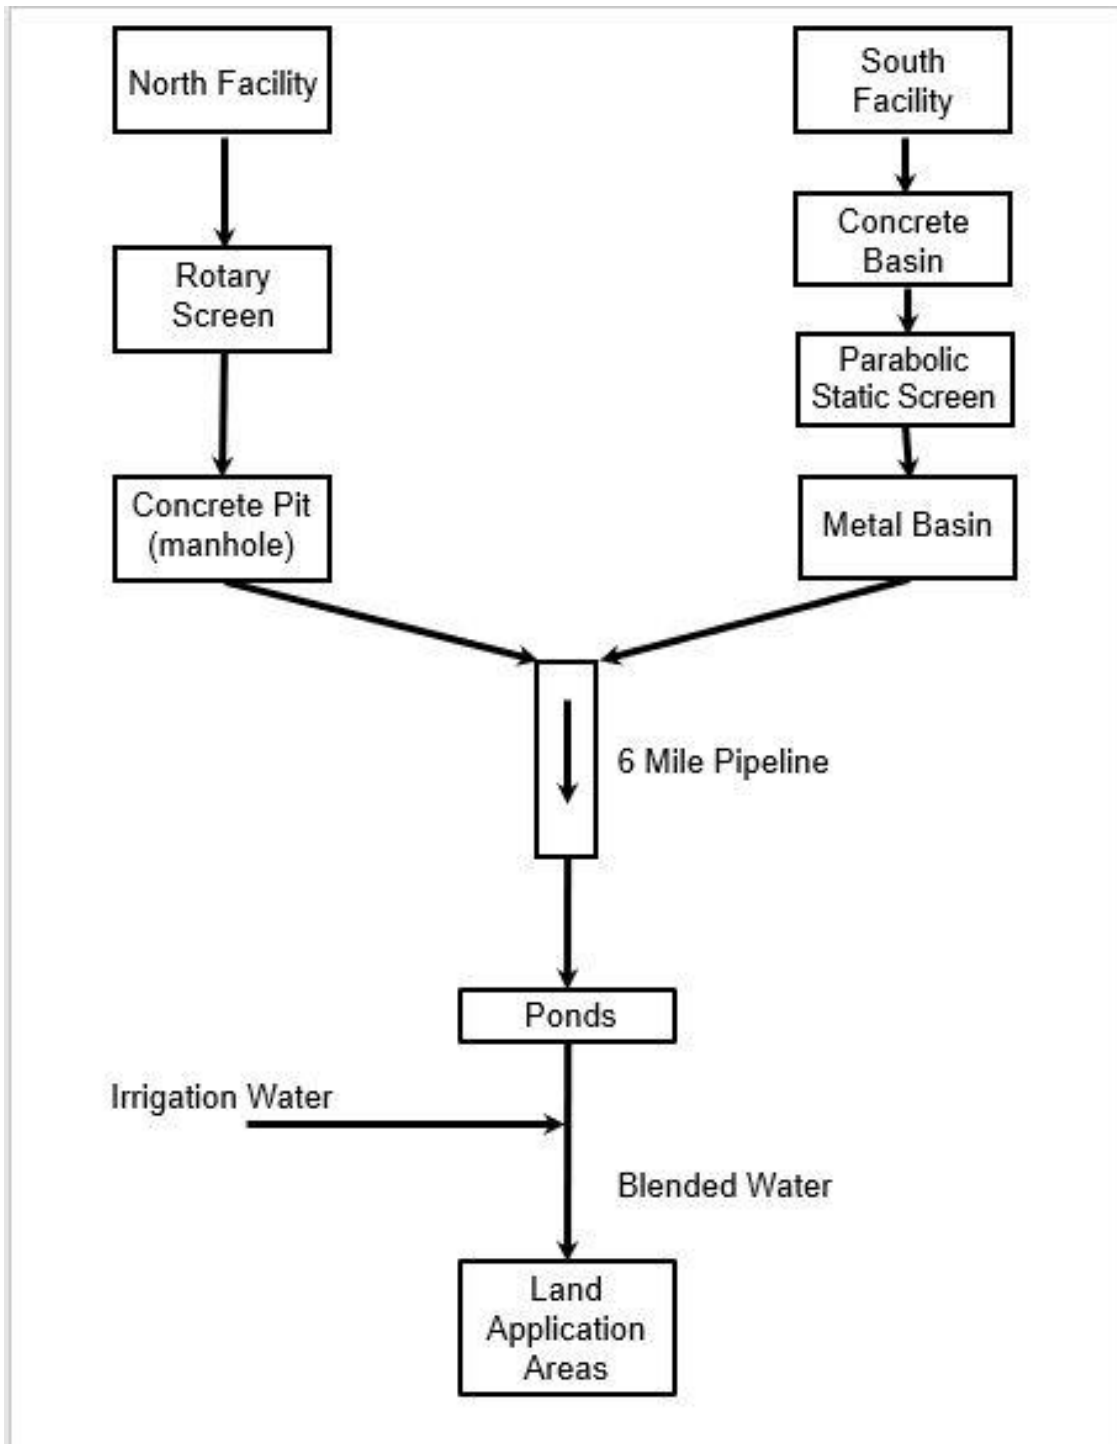 North Facility
South
Facility
Concrete
Basin
Rotary
Screen
Parabolic
Static Screen
Concrete Pit
(manhole)
Metal Basin
6 Mile Pipeline
Ponds
Irrigation Water
Blended Water
Land
Application
Areas